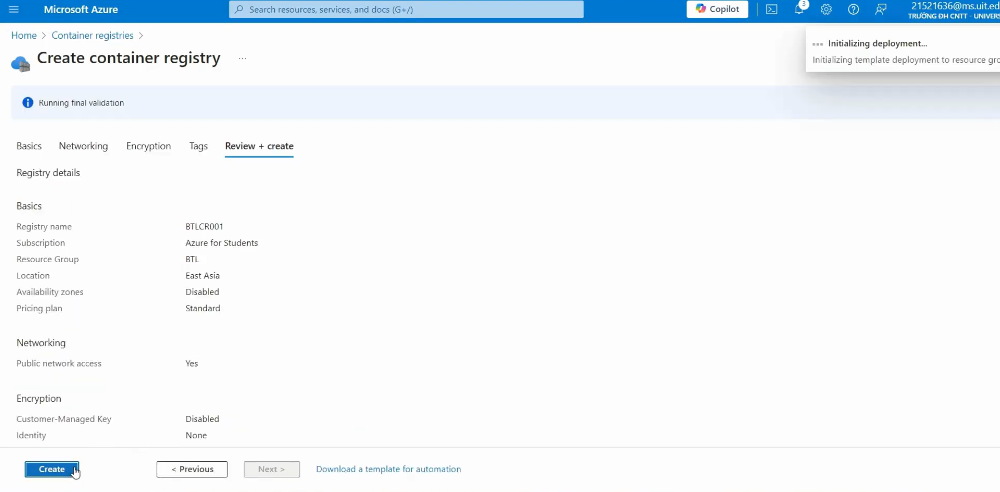 Microsoft Azure
Search resources, services, and docs (G+/)
Copilot
3
21521636@ms.uit.ed
TRƯỜNG ĐH CNTT - UNIVERS
Home > Container registries >
Create container registry ...
Initializing deployment...
Initializing template deployment to resource gro
Running final validation
Basics Networking Encryption Tags Review + create
Registry details
Basics
Registry name BTLCR001
Subscription Azure for Students
Resource Group BTL
Location East Asia
Availability zones Disabled
Pricing plan Standard
Networking
Public network access Yes
Encryption
Customer-Managed Key Disabled
Identity None
Create < Previous Next > Download a template for automation